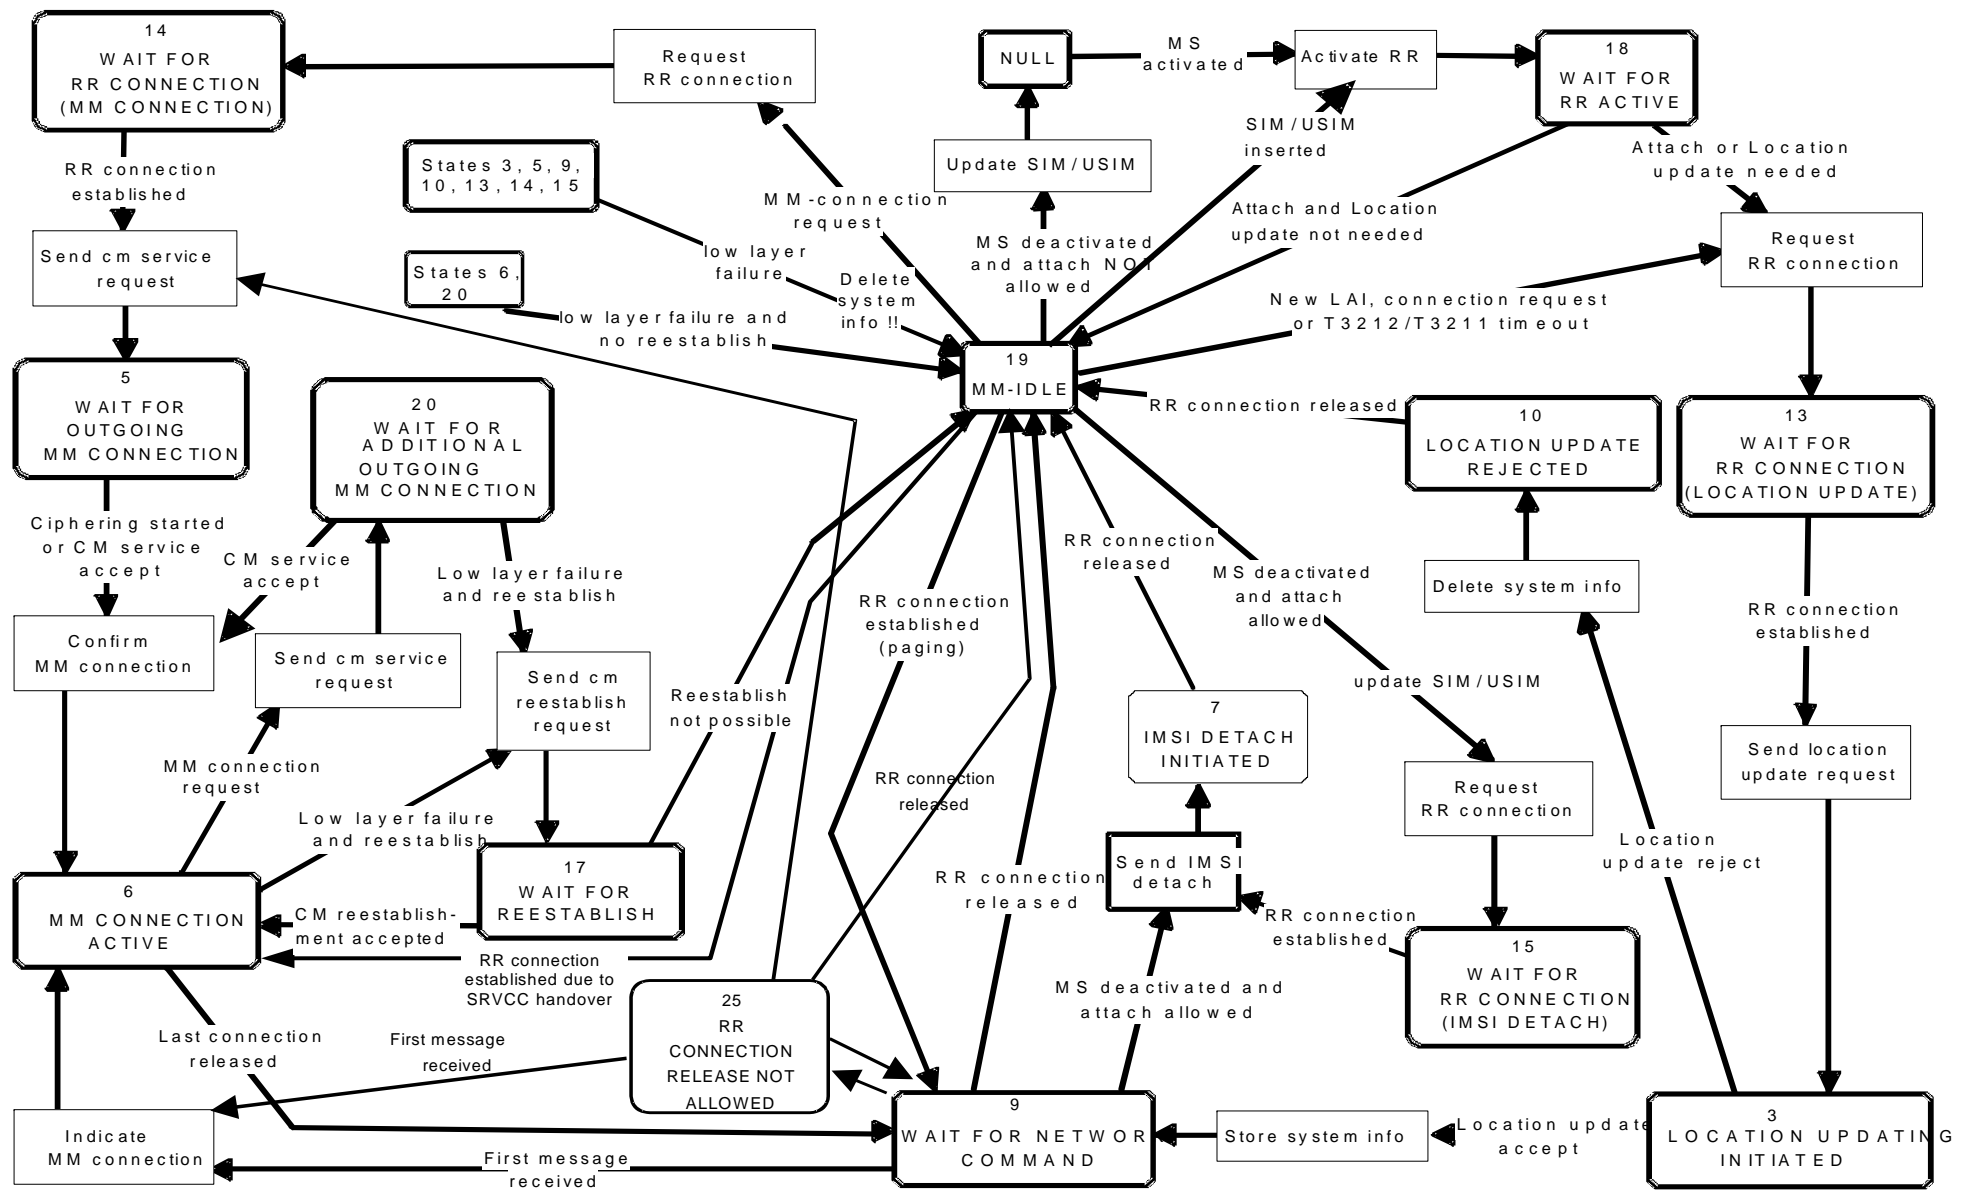 14
WAIT FOR
RR CONNECTION
(MM CONNECTION)
Request
RR connection
NULL
MS
activated
Activate RR
18
WAIT FOR
RR ACTIVE
RR connection
established
States 3, 5, 9,
10, 13, 14, 15
Update SIM/USIM
SIM/USIM
inserted
Attach or Location
update needed
MM-connection
request
Attach and Location
update not needed
Send cm service
request
States 6,
20
low layer
failure
Delete
system
info !!
MS deactivated
and attach NOT
allowed
Request
RR connection
low layer failure and
no reestablish
New LAI, connection request
or T3212/T3211 timeout
19
MM-IDLE
5
WAIT FOR
OUTGOING
MM CONNECTION
20
WAIT FOR
ADDITIONAL
OUTGOING
MM CONNECTION
RR connection released
10
LOCATION UPDATE
REJECTED
13
WAIT FOR
RR CONNECTION
(LOCATION UPDATE)
Ciphering started
or CM service
accept
CM service
accept
Low layer failure
and reestablish
RR connection
released
MS deactivated
and attach
allowed
Delete system info
RR connection
established
(paging)
RR connection
established
Confirm
MM connection
Send cm service
request
Send cm
reestablish
request
Reestablish
not possible
update SIM/USIM
7
IMSI DETACH
INITIATED
Send location
update request
MM connection
request
RR connection
released
Request
RR connection
Low layer failure
and reestablish
Location
update reject
17
WAIT FOR
REESTABLISH
Send IMSI
detach
6
MM CONNECTION
ACTIVE
CM reestablish-
ment accepted
RR connection
released
RR connection
established
RR connection
established due to
SRVCC handover
15
WAIT FOR
RR CONNECTION
(IMSI DETACH)
25
RR
CONNECTION
RELEASE NOT
ALLOWED
MS deactivated and
attach allowed
Last connection
released
First message
received
9
WAIT FOR NETWOR
COMMAND
Store system info
Location update
accept
3
LOCATION UPDATING
INITIATED
Indicate
MM connection
First message
received